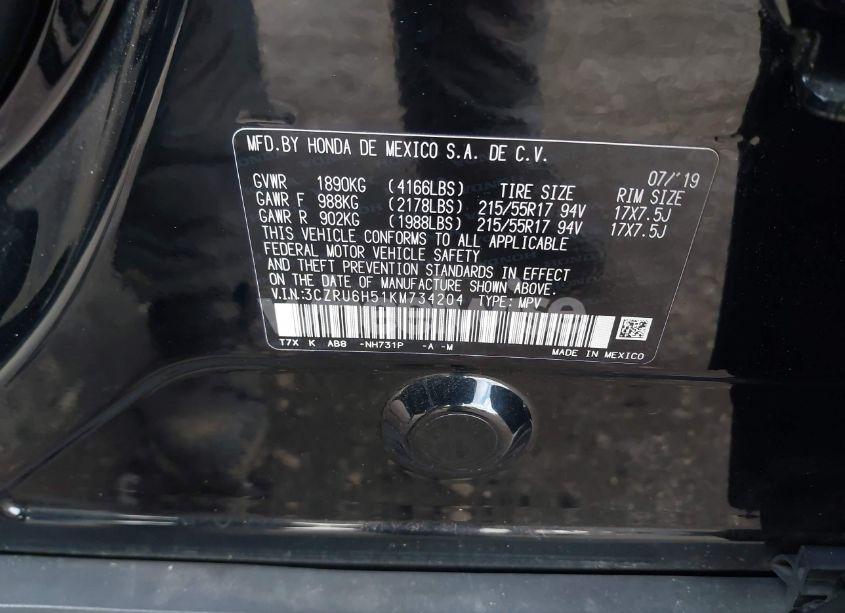 MFD.BY HONDA DE MEXICO S.A. DE C.V.
07/'19
GVWR 1890KG (4166LBS) TIRE SIZE RIM SIZE
GAWR F 988KG (2178LBS) 215/55R17 94V 17X7.5J
GAWR R 902KG (1988LBS) 215/55R17 94V 17X7.5J
THIS VEHICLE CONFORMS TO ALL APPLICABLE
FEDERAL MOTOR VEHICLE SAFETY
AND THEFT PREVENTION STANDARDS IN EFFECT
ON THE DATE OF MANUFACTURE SHOWN ABOVE.
V.I.N.:3CZRU6H51KM734204 TYPE: MPV
T7X K AB8 -NH731P -A -M
MADE IN MEXICO